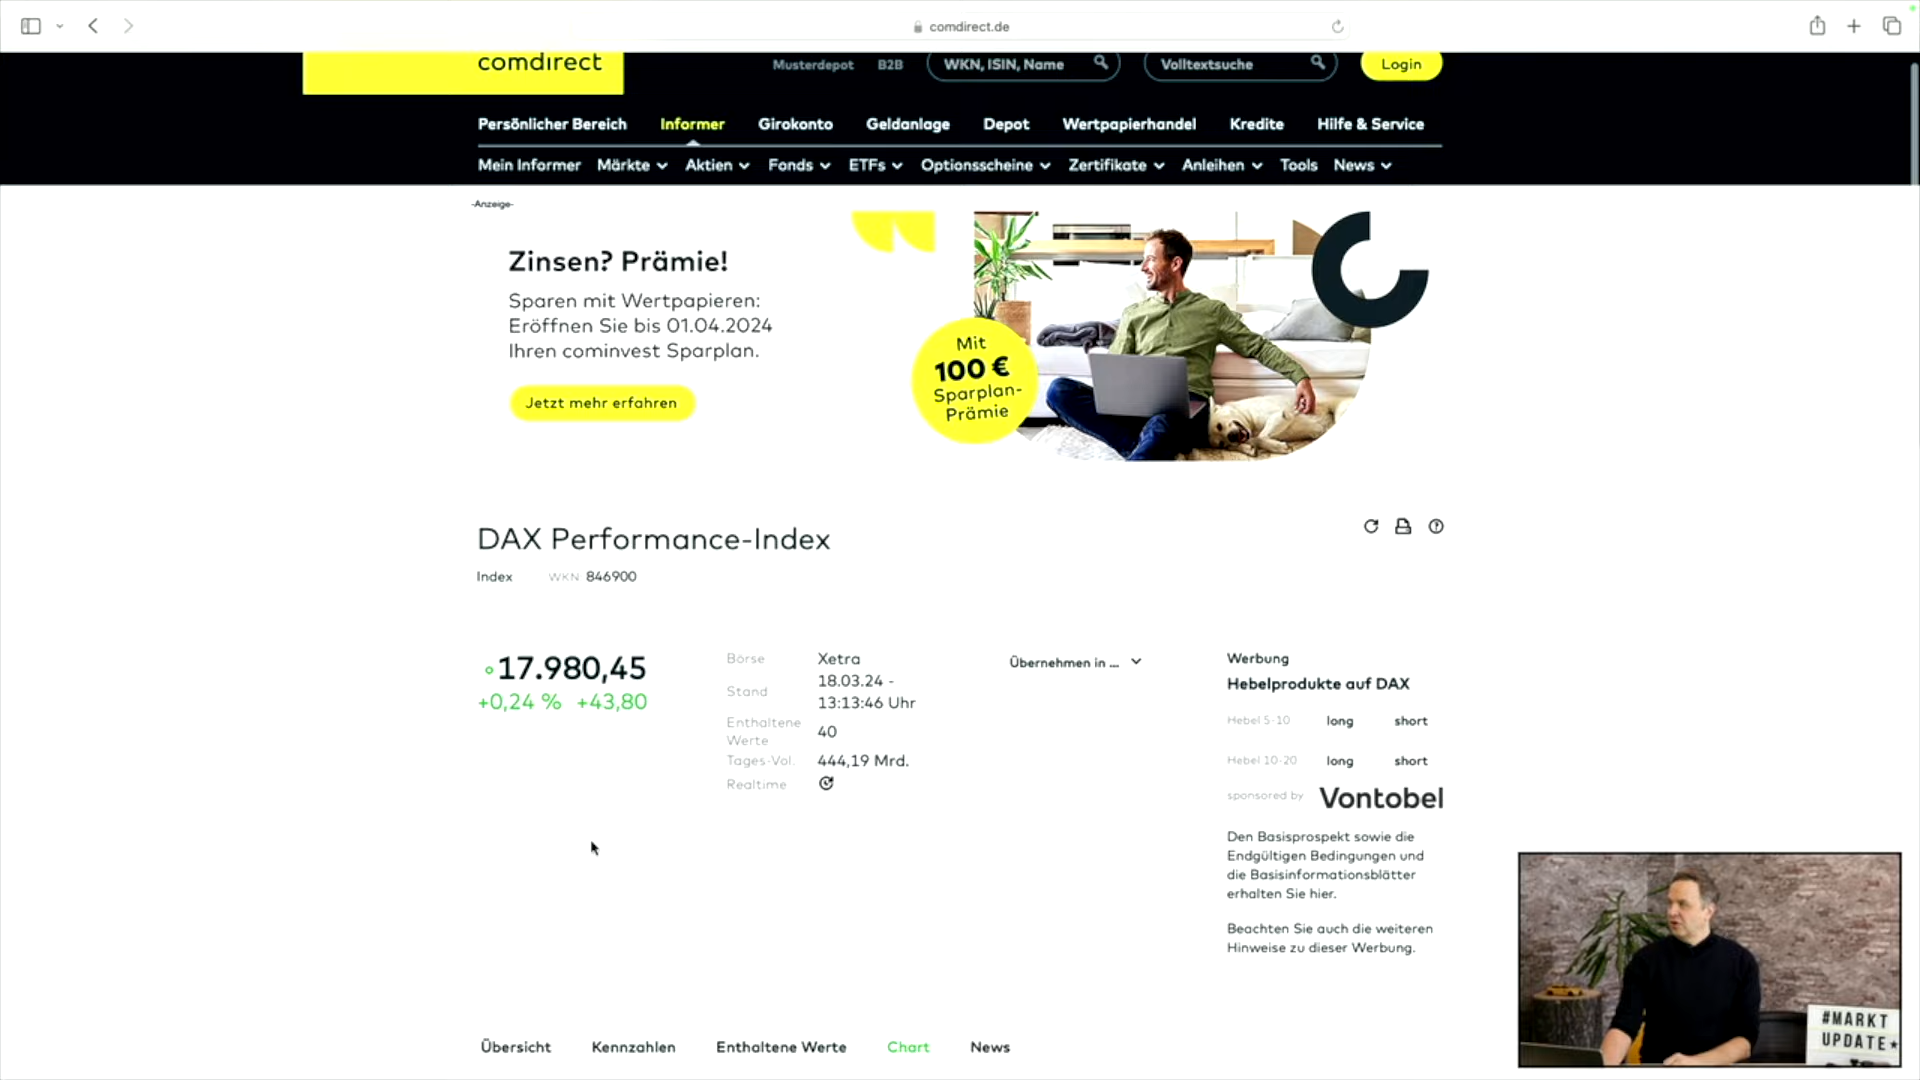 comdirect.de
comdirect
Musterdepot B2B WKN, ISIN, Name Volltextsuche Login
Persönlicher Bereich Informer Girokonto Geldanlage Depot Wertpapierhandel Kredite Hilfe & Service
Mein Informer Märkte Aktien Fonds ETFs Optionsscheine Zertifikate Anleihen Tools News
-Anzeige-
Zinsen? Prämie!
Sparen mit Wertpapieren:
Eröffnen Sie bis 01.04.2024
Ihren cominvest Sparplan.
Jetzt mehr erfahren
Mit
100 €
Sparplan-
Prämie
DAX Performance-Index
Index WKN 846900
17.980,45
+0,24 % +43,80
Börse Xetra
Stand 18.03.24 -
13:13:46 Uhr
Enthaltene
Werte 40
Tages-Vol. 444,19 Mrd.
Realtime
Übernehmen in ...
Werbung
Hebelprodukte auf DAX
Hebel 5-10 long short
Hebel 10-20 long short
sponsored by Vontobel
Den Basisprospekt sowie die
Endgültigen Bedingungen und
die Basisinformationsblätter
erhalten Sie hier.
Beachten Sie auch die weiteren
Hinweise zu dieser Werbung.
Übersicht Kennzahlen Enthaltene Werte Chart News
#MARKT
UPDATE★